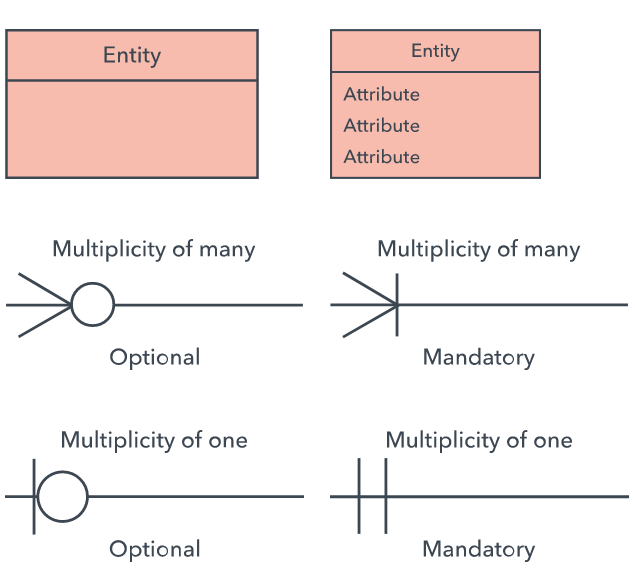 Entity
Entity
Attribute
Attribute
Attribute
Multiplicity of many
Multiplicity of many
Optional
Mandatory
Multiplicity of one
Multiplicity of one
Optional
Mandatory